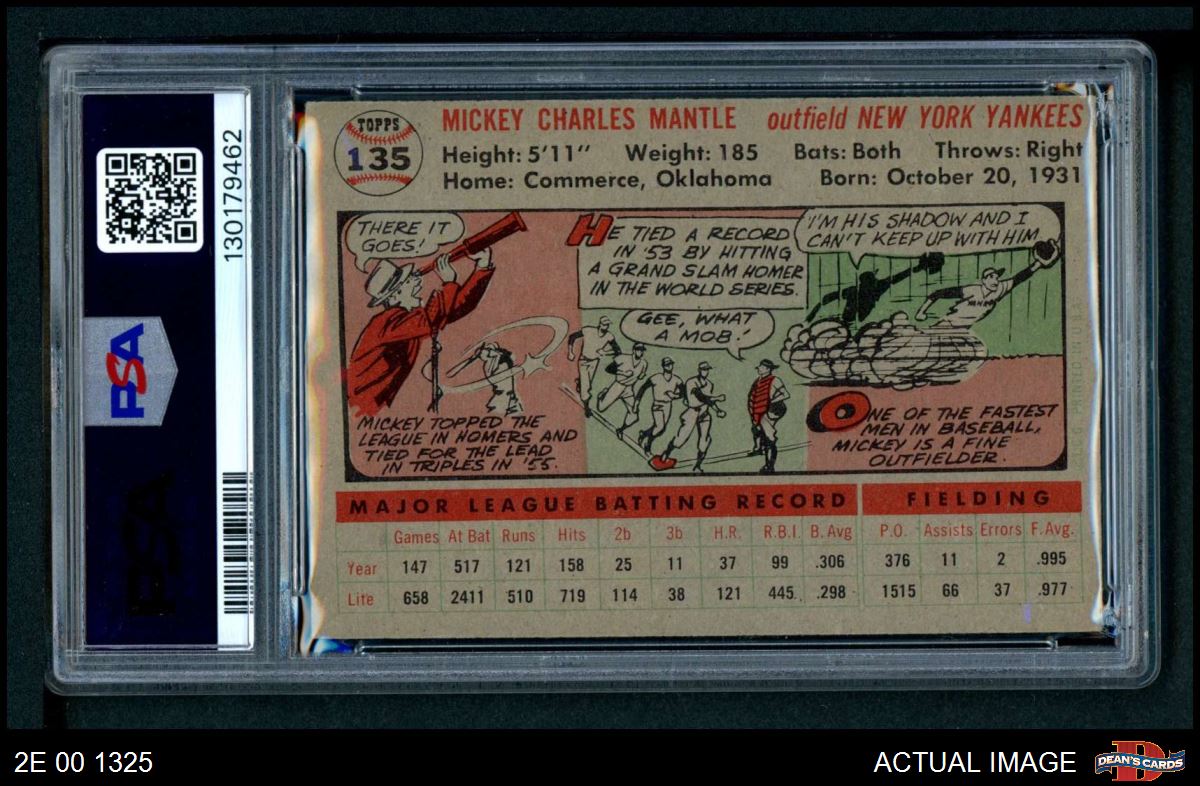 130179462
PSA
PSA
TOPPS
135
MICKEY CHARLES MANTLE outfield NEW YORK YANKEES
Height: 5'11" Weight: 185 Bats: Both Throws: Right
Home: Commerce, Oklahoma Born: October 20, 1931
THERE IT
GOES!
MICKEY TOPPED THE
LEAGUE IN HOMERS AND
TIED FOR THE LEAD
IN TRIPLES IN '55.
HE TIED A RECORD
IN '53 BY HITTING
A GRAND SLAM HOMER
IN THE WORLD SERIES.
GEE, WHAT
A MOB!
I'M HIS SHADOW AND I
CAN'T KEEP UP WITH HIM
YANKS
ONE OF THE FASTEST
MEN IN BASEBALL,
MICKEY IS A FINE
OUTFIELDER.
PRINTED IN U.S.A.
MAJOR LEAGUE BATTING RECORD FIELDING
Games At Bat Runs Hits 2b 3b H.R. R.B.I. B. Avg P.O. Assists Errors F. Avg.
Year 147 517 121 158 25 11 37 99 .306 376 11 2 .995
Life 658 2411 510 719 114 38 121 445 .298 1515 66 37 .977
2E 00 1325
ACTUAL IMAGE
D
DEAN'S CARDS